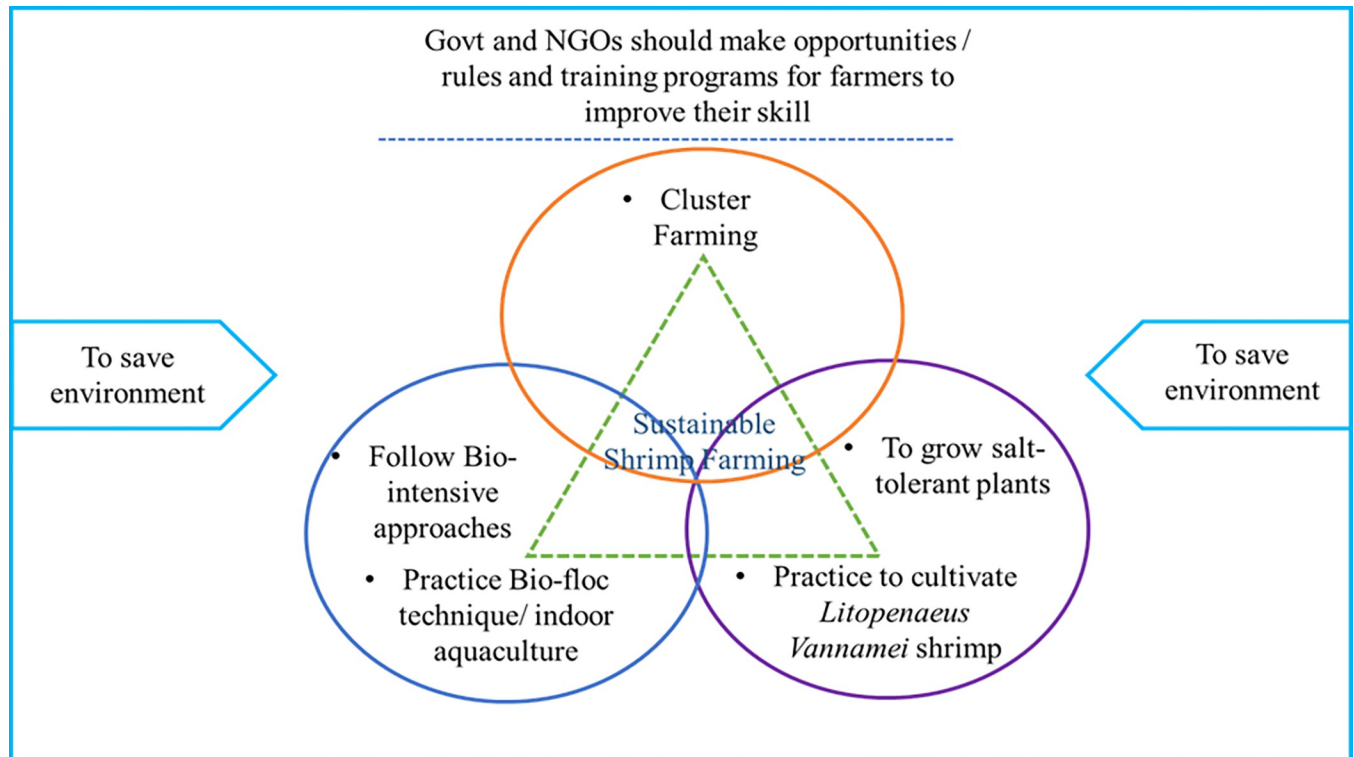 Govt and NGOs should make opportunities /
rules and training programs for farmers to
improve their skill
• Cluster
Farming
To save
environment
To save
environment
Sustainable
Shrimp Farming
• Follow Bio-
intensive
approaches
• Practice Bio-floc
technique/ indoor
aquaculture
• To grow salt-
tolerant plants
• Practice to cultivate
Litopenaeus
Vannamei shrimp